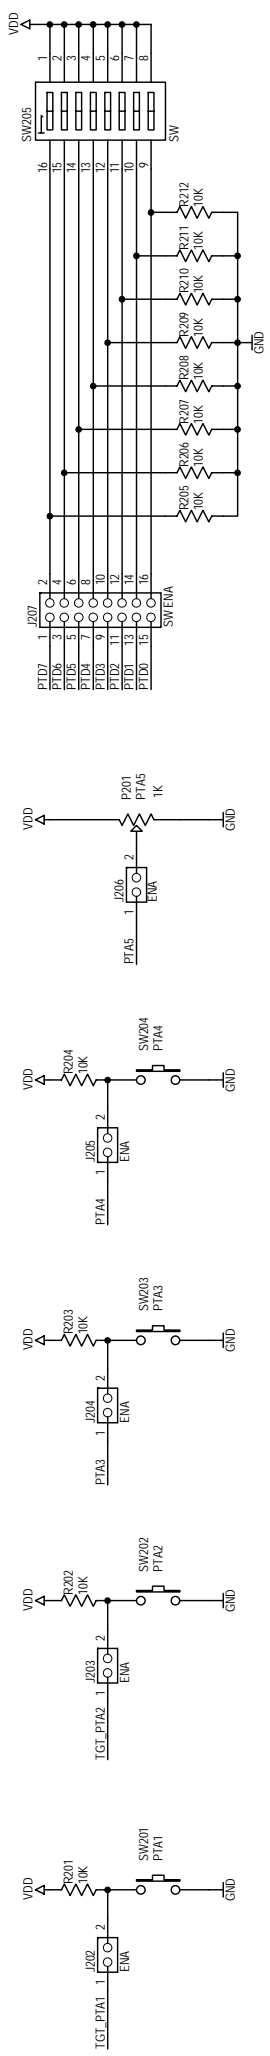 VDD
R201
10K
J202
1
2
ENA
TGT_PTA1
SW201
PTA1
GND
VDD
R202
10K
J203
1
2
ENA
TGT_PTA2
SW202
PTA2
GND
VDD
R203
10K
J204
1
2
ENA
PTA3
SW203
PTA3
GND
VDD
R204
10K
J205
1
2
ENA
PTA4
SW204
PTA4
GND
VDD
J206
1
2
ENA
PTA5
P201
PTA5
1K
GND
J207
PTD7 1 2
PTD6 3 4
PTD5 5 6
PTD4 7 8
PTD3 9 10
PTD2 11 12
PTD1 13 14
PTD0 15 16
SW ENA
R205
10K
R206
10K
R207
10K
R208
10K
R209
10K
R210
10K
R211
10K
R212
10K
GND
SW205
16 1
15 2
14 3
13 4
12 5
11 6
10 7
9 8
SW
VDD